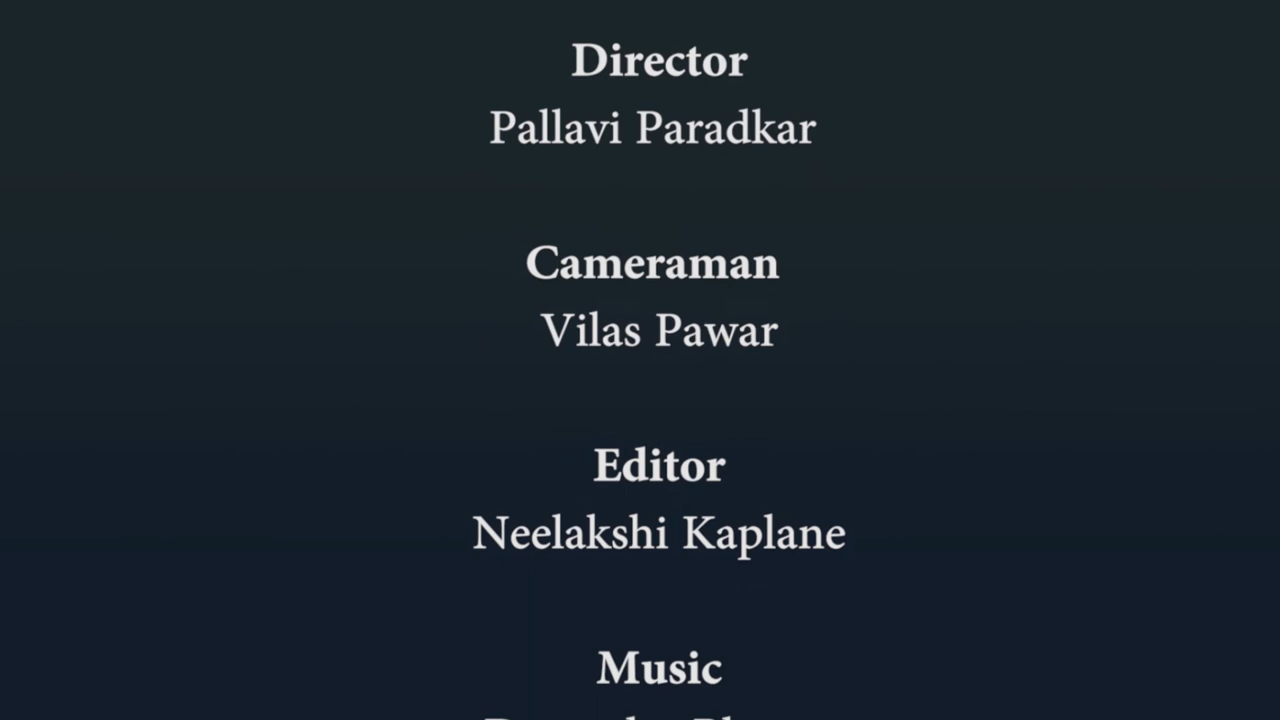 Director
Pallavi Paradkar
Cameraman
Vilas Pawar
Editor
Neelakshi Kaplane
Music